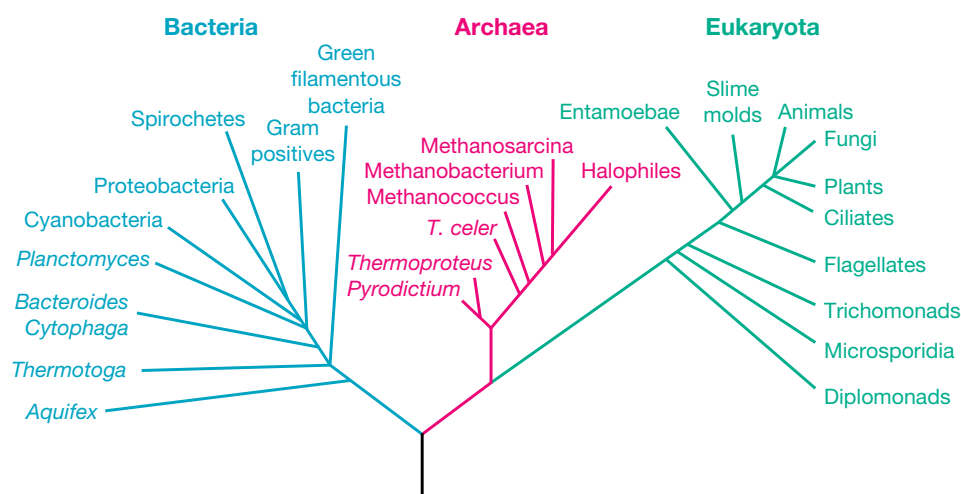 Bacteria
Archaea
Eukaryota
Green
filamentous
bacteria
Spirochetes
Gram
positives
Proteobacteria
Cyanobacteria
Planctomyces
Bacteroides
Cytophaga
Thermotoga
Aquifex
Methanosarcina
Methanobacterium
Methanococcus
Halophiles
T. celer
Thermoproteus
Pyrodictium
Entamoebae
Slime
molds
Animals
Fungi
Plants
Ciliates
Flagellates
Trichomonads
Microsporidia
Diplomonads